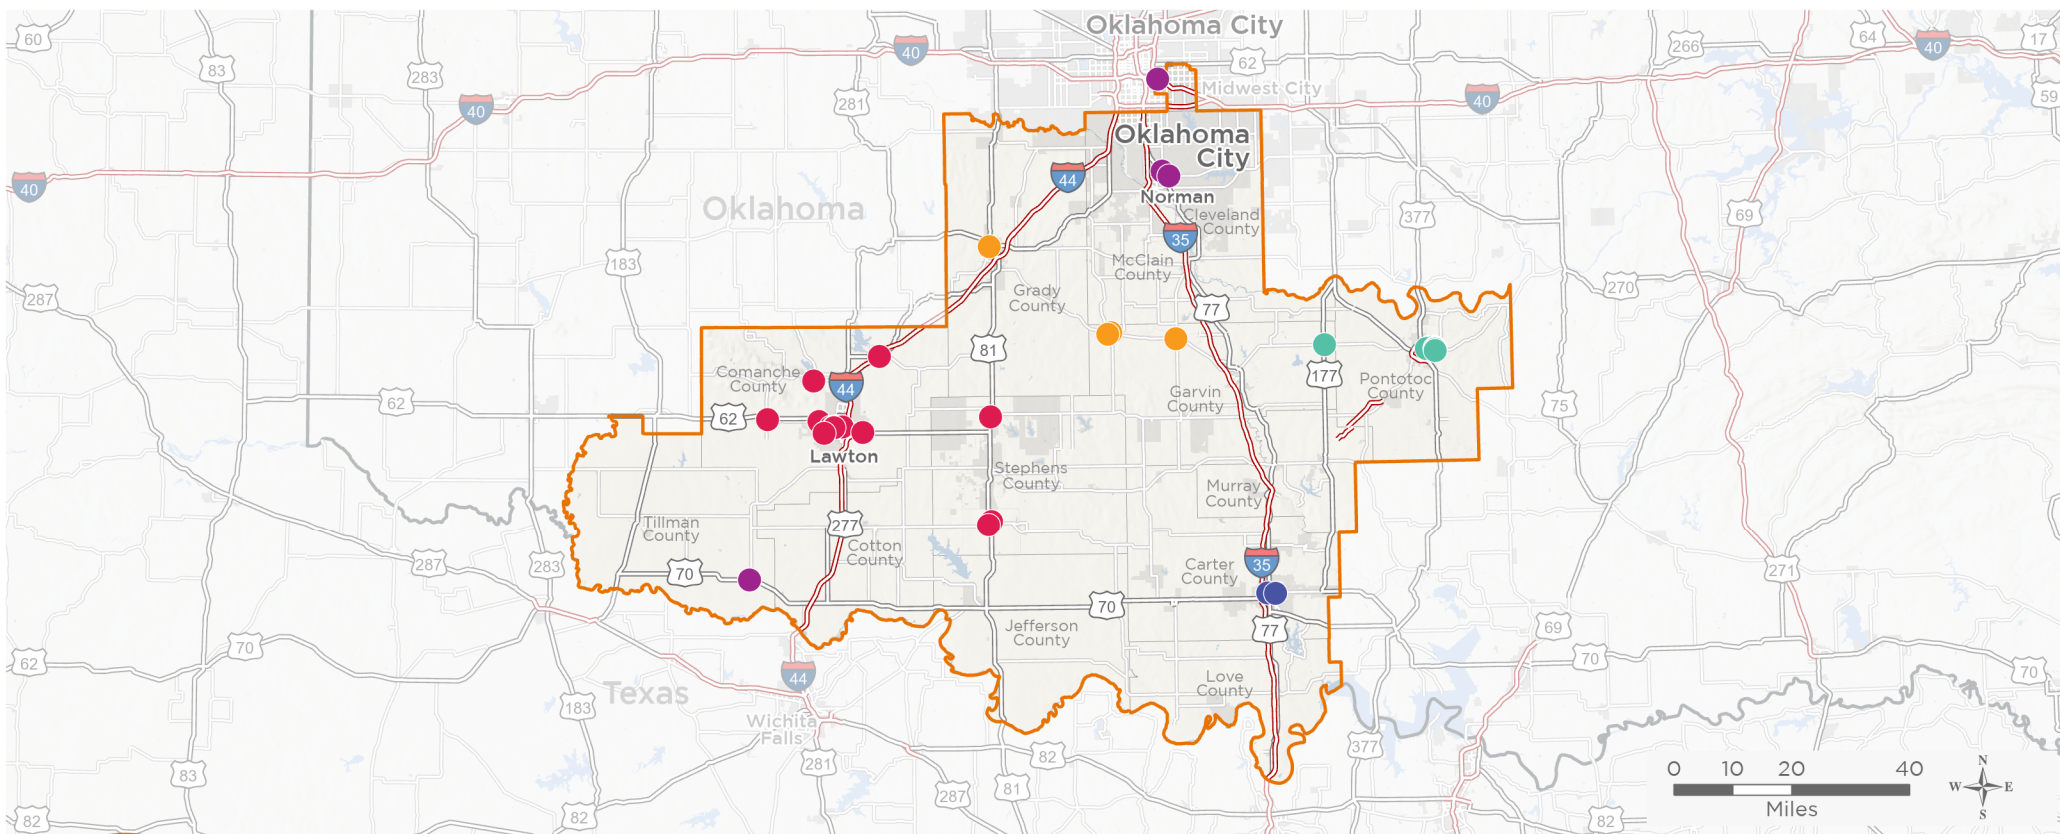 Oklahoma City
60
83
283
40
62
266
64
40
17
59
40
281
Midwest City
40
Oklahoma
City
40
44
Norman
Oklahoma
Cleveland
County
377
69
35
183
McClain
County
287
Grady
County
77
270
81
Comanche
County
44
177
Pontotoc
County
62
62
Garvin
County
75
Lawton
Stephens
County
Murray
County
Tillman
County
277
Cotton
County
287
283
70
Carter
County
35
271
70
Jefferson
County
77
69
62
70
70
70
44
Love
County
Texas
183
Wichita
Falls
377
82
281
83
81
287
82
82
82
0 10 20 40
Miles
N
W E
S